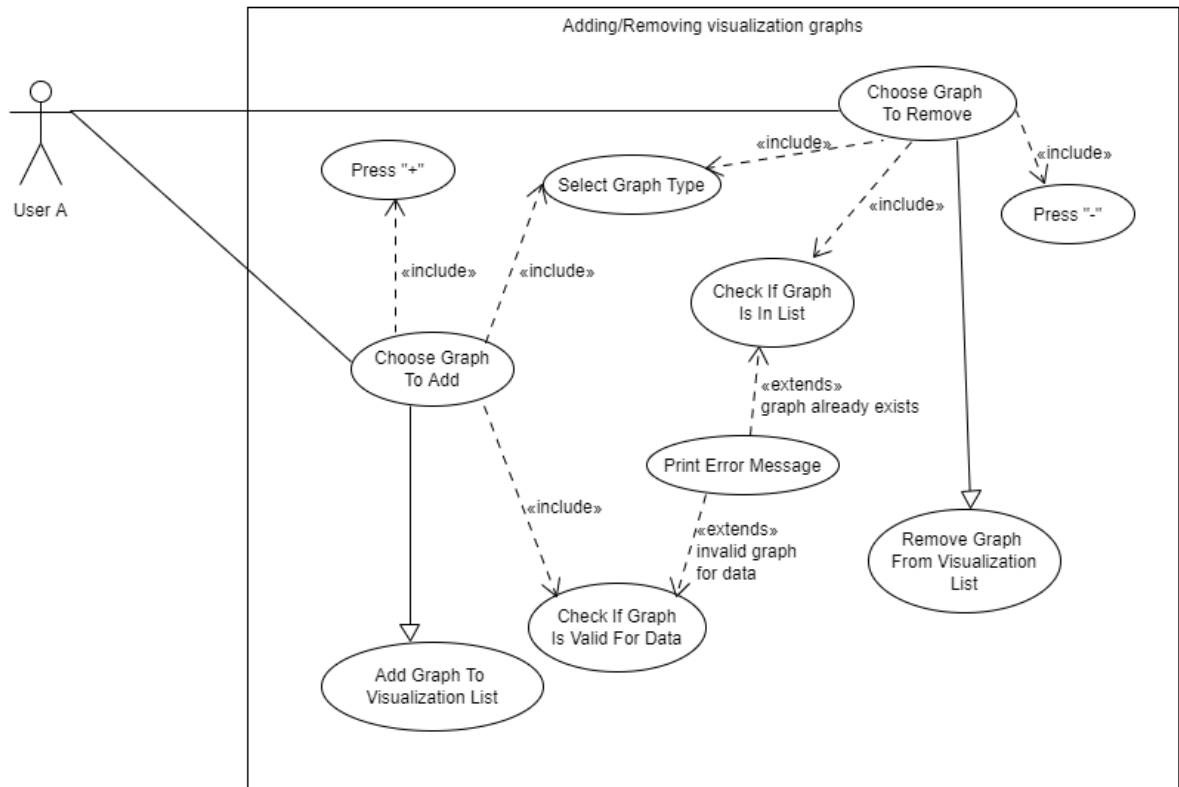 Adding/Removing visualization graphs
Choose Graph
To Remove
«include»
«include»
Press "+"
Select Graph Type
«include»
Press "-"
User A
«include»
«include»
Check If Graph
Is In List
Choose Graph
To Add
«extends»
graph already exists
Print Error Message
«include»
«extends»
invalid graph
for data
Remove Graph
From Visualization
List
Check If Graph
Is Valid For Data
Add Graph To
Visualization List